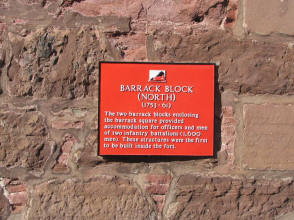 BARRACK BLOCK
(NORTH)
(1753-61)
The two barrack blocks enclosing
the barrack square provided
accommodation for officers and men
of two infantry battalions (1,600
men). These structures were the first
to be built inside the fort.